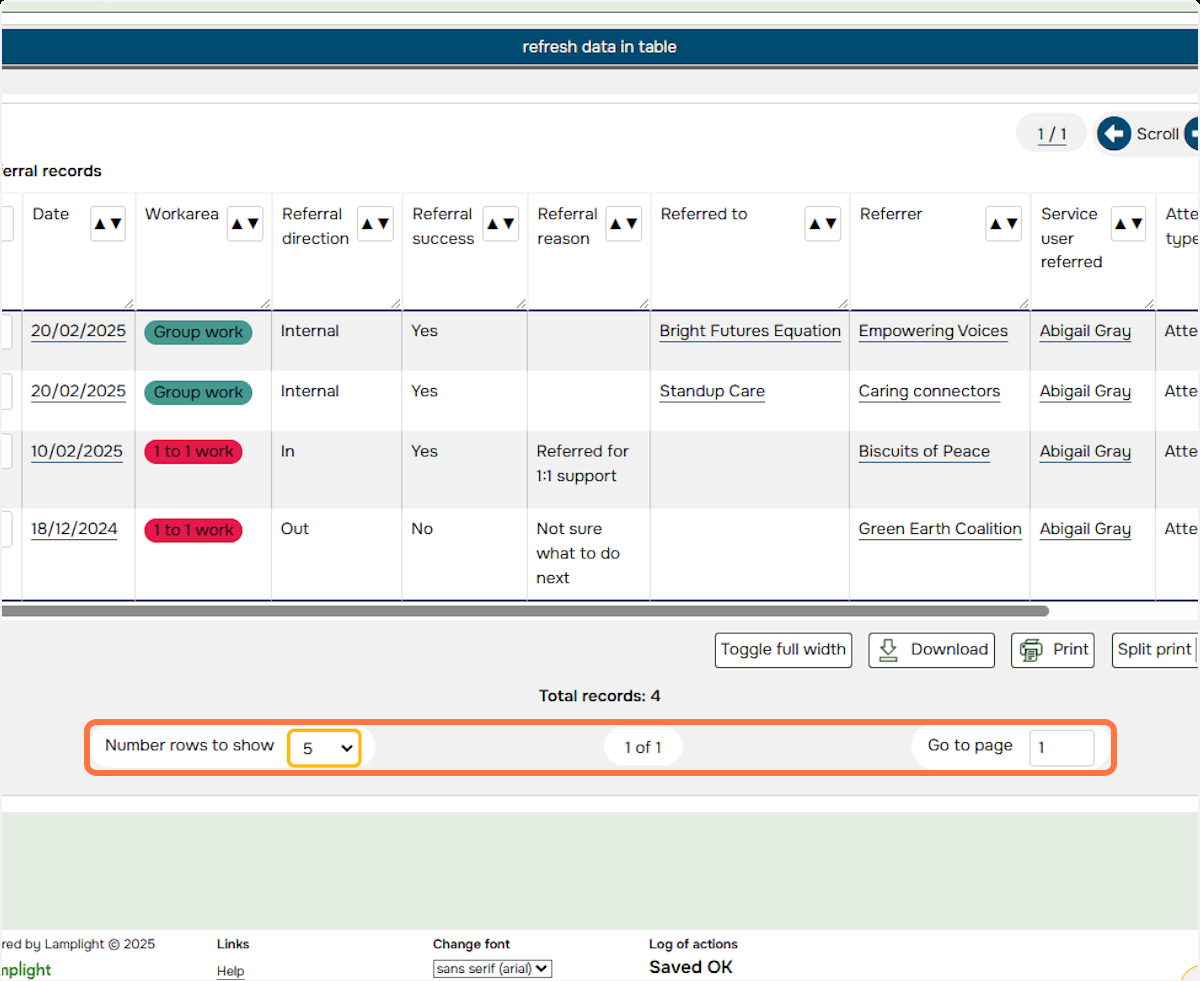 refresh data in table
1 / 1
Scroll
erral records
Date ▲▼
Workarea ▲▼
Referral direction ▲▼
Referral success ▲▼
Referral reason ▲▼
Referred to ▲▼
Referrer ▲▼
Service user referred ▲▼
Atte
type
20/02/2025 Group work Internal Yes Bright Futures Equation Empowering Voices Abigail Gray Atte
20/02/2025 Group work Internal Yes Standup Care Caring connectors Abigail Gray Atte
10/02/2025 1 to 1 work In Yes Referred for Biscuits of Peace Abigail Gray Atte
1:1 support
18/12/2024 1 to 1 work Out No Not sure Green Earth Coalition Abigail Gray Atte
what to do
next
Toggle full width Download Print Split print
Total records: 4
Number rows to show 5 1 of 1 Go to page 1
red by Lamplight © 2025 Links Change font Log of actions
mplight Help sans serif (arial) Saved OK